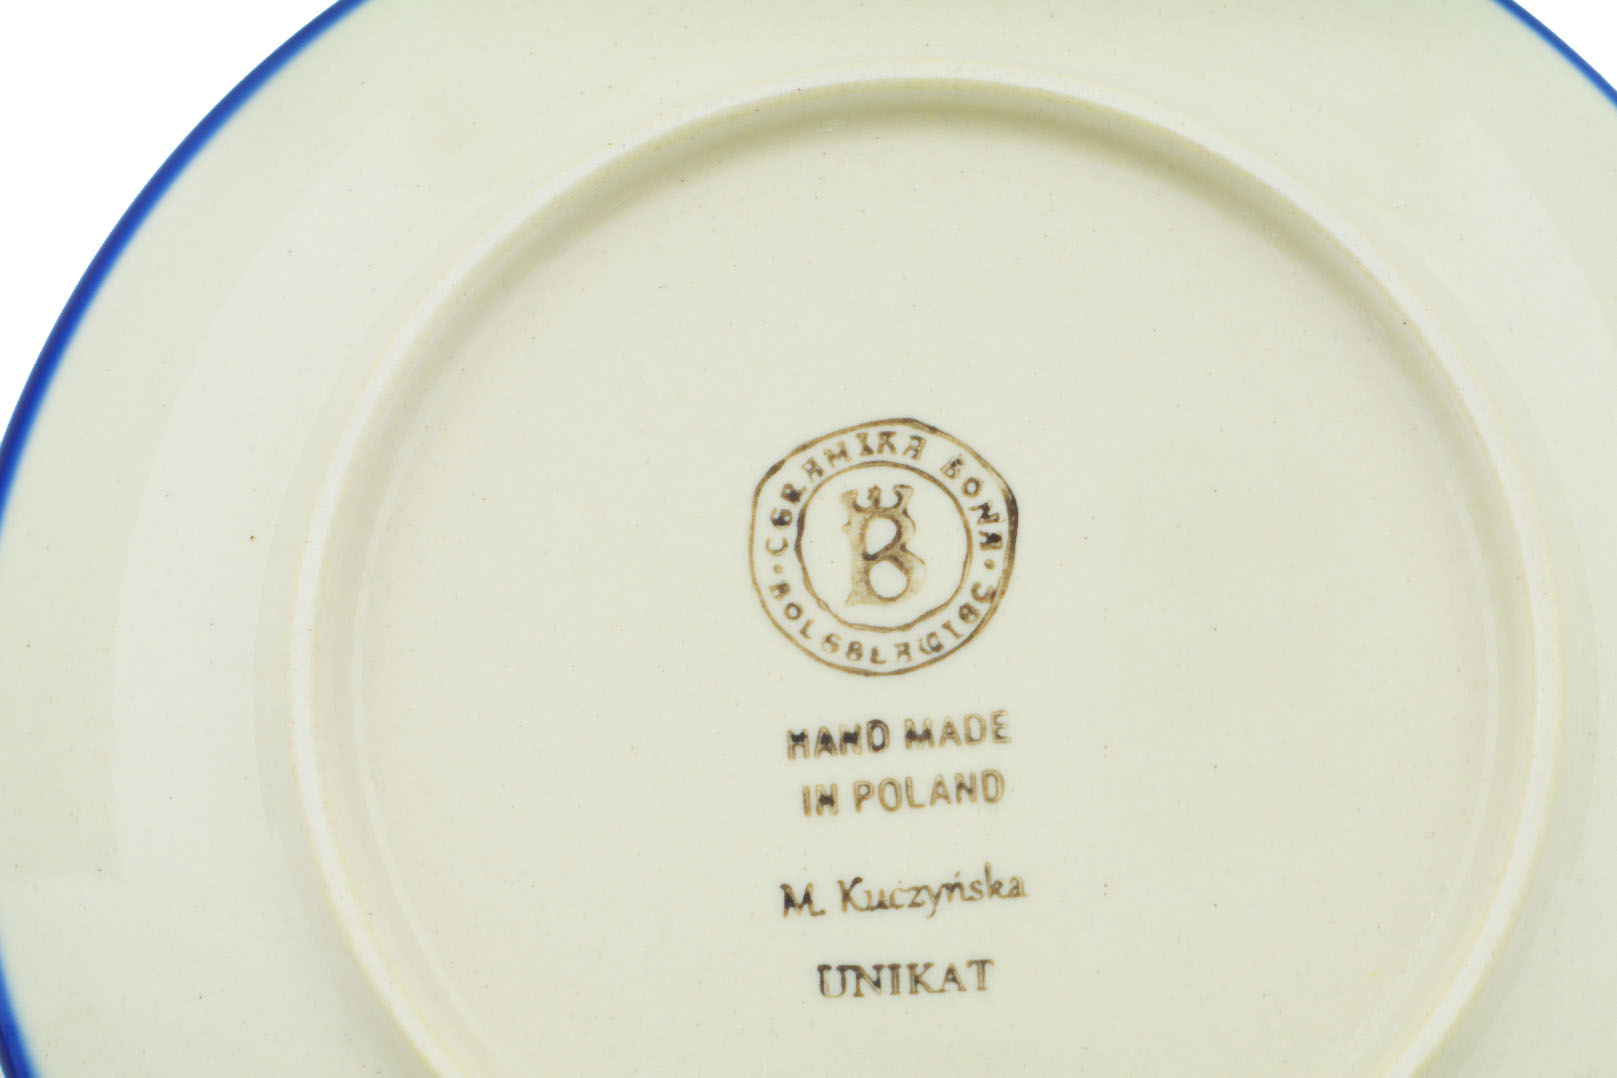 CERAMIKA BONA · BOLESŁAWIEC ·
B
HAND MADE
IN POLAND
M. Kuczyńska
UNIKAT